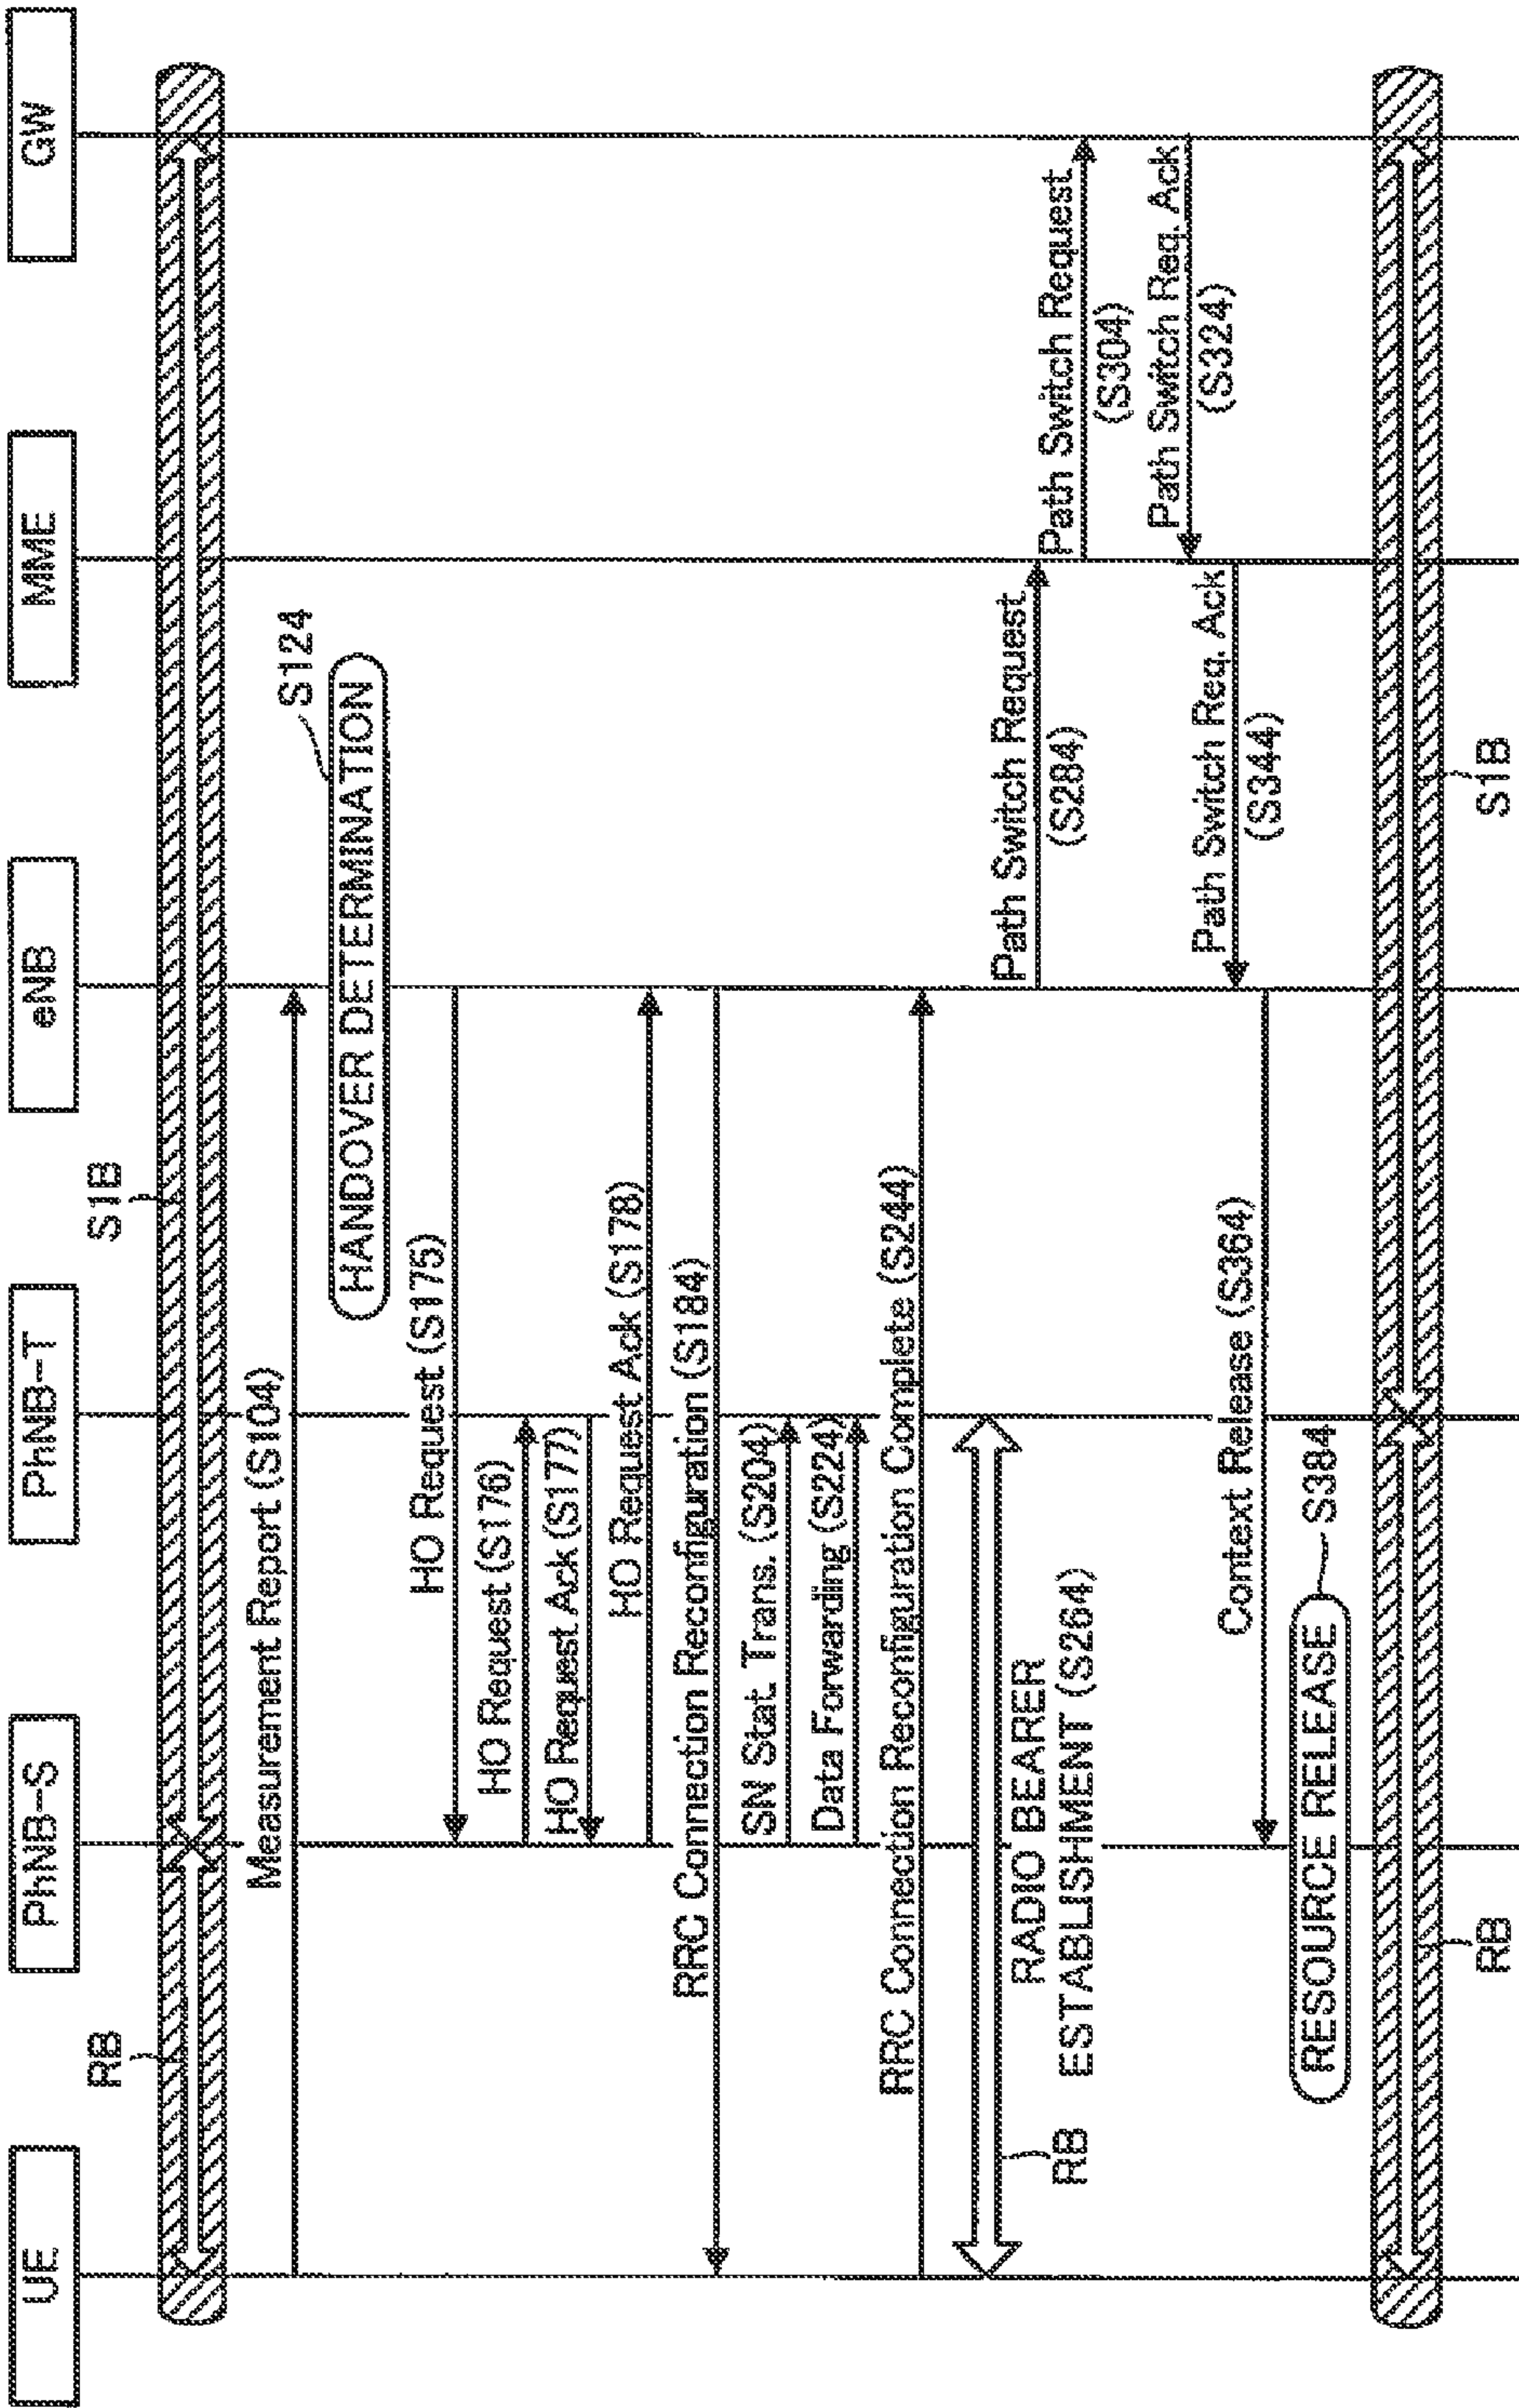 UE
PhNB-S
PhNB-T
eNB
MME
GW
RB
S1B
Measurement Report (S104)
S124
HANDOVER DETERMINATION
HO Request (S175)
HO Request (S176)
HO Request Ack (S177)
HO Request Ack (S178)
RRC Connection Reconfiguration (S184)
SN Stat. Trans. (S204)
Data Forwarding (S224)
RRC Connection Reconfiguration Complete (S244)
RB
RADIO BEARER
ESTABLISHMENT (S264)
Path Switch Request
(S284)
Path Switch Request
(S304)
Path Switch Req. Ack
(S324)
Path Switch Req. Ack
(S344)
Context Release (S364)
RESOURCE RELEASE
S384
RB
S1B